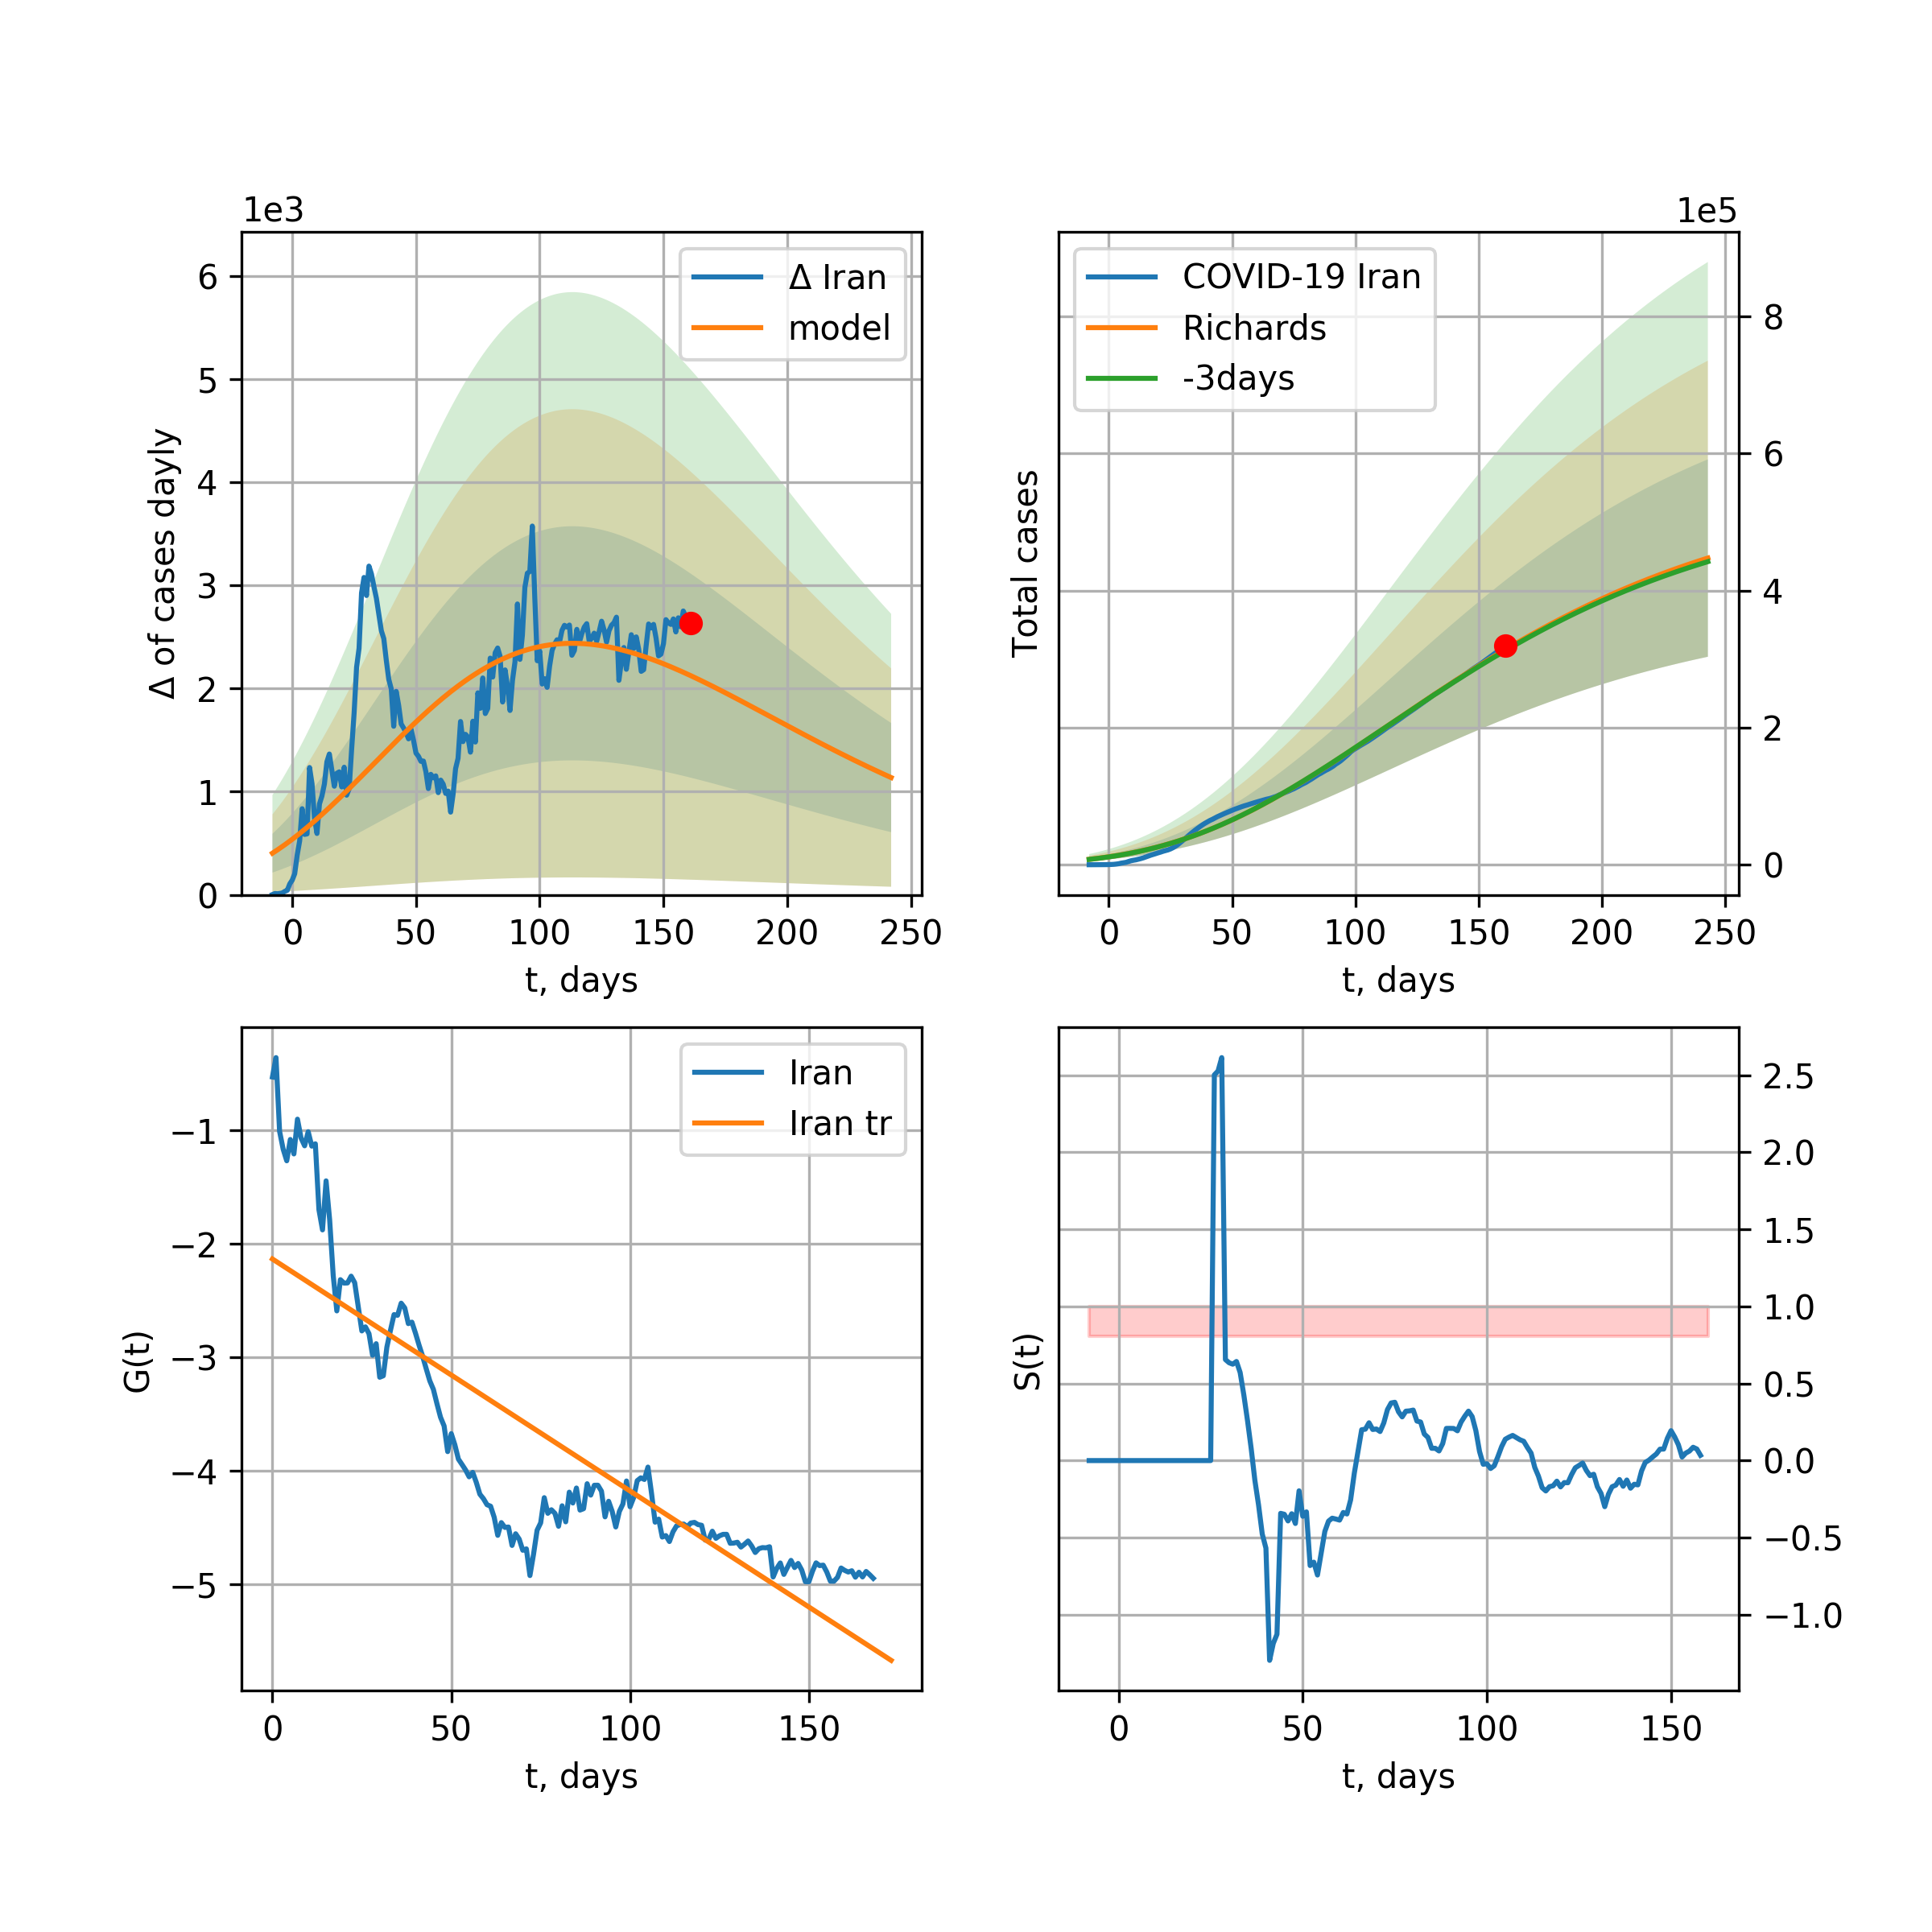 1e3
6
5
4
3
2
1
0
Δ of cases dayly
Δ Iran
model
0 50 100 150 200 250
t, days
1e5
COVID-19 Iran
Richards
-3days
Total cases
8
6
4
2
0
0 50 100 150 200 250
t, days
Iran
Iran tr
G(t)
−1
−2
−3
−4
−5
0 50 100 150
t, days
S(t)
2.5
2.0
1.5
1.0
0.5
0.0
−0.5
−1.0
0 50 100 150
t, days